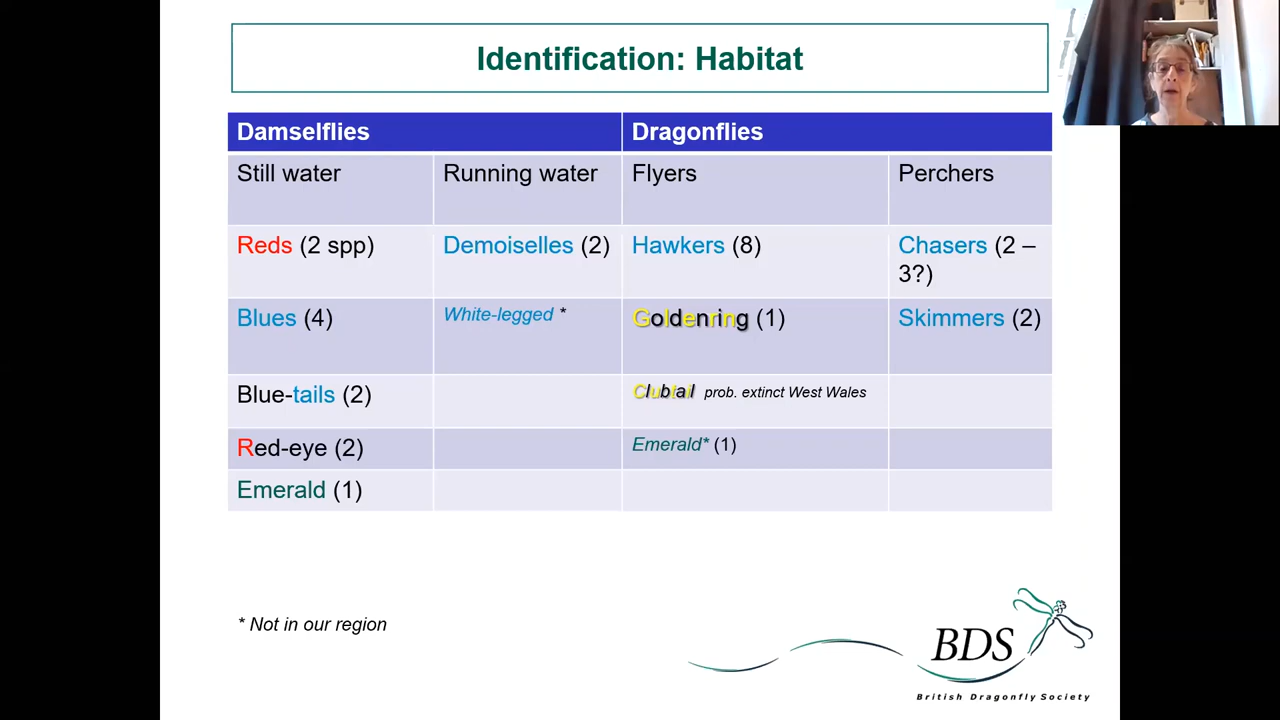 Identification: Habitat
Damselflies Dragonflies
Still water Running water Flyers Perchers
Reds (2 spp) Demoiselles (2) Hawkers (8) Chasers (2 –
3?)
Blues (4) White-legged * Goldenring (1) Skimmers (2)
Blue-tails (2) Clubtail prob. extinct West Wales
Red-eye (2) Emerald* (1)
Emerald (1)
* Not in our region
BDS
British Dragonfly Society